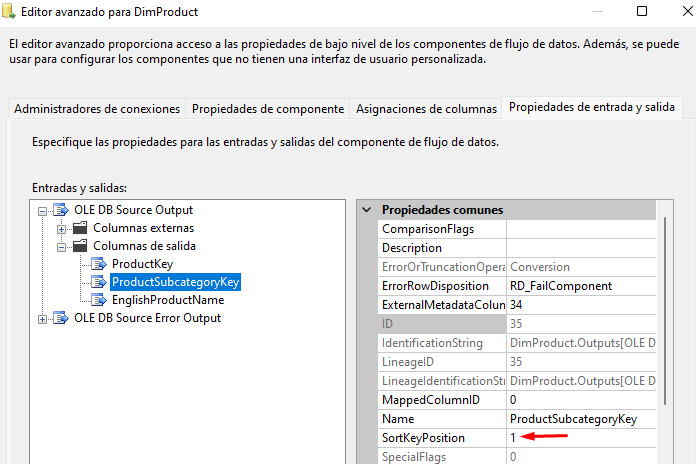 Editor avanzado para DimProduct
El editor avanzado proporciona acceso a las propiedades de bajo nivel de los componentes de flujo de datos. Además, se puede
usar para configurar los componentes que no tienen una interfaz de usuario personalizada.
Administradores de conexiones Propiedades de componente Asignaciones de columnas Propiedades de entrada y salida
Especifique las propiedades para las entradas y salidas del componente de flujo de datos.
Entradas y salidas:
OLE DB Source Output
Columnas externas
Columnas de salida
ProductKey
ProductSubcategoryKey
EnglishProductName
OLE DB Source Error Output
Propiedades comunes
ComparisonFlags
Description
ErrorOrTruncationOpera Conversion
ErrorRowDisposition RD_FailComponent
ExternalMetadataColum 34
ID 35
IdentificationString DimProduct.Outputs[OLE D
LineageID 35
LineageIdentificationStr DimProduct.Outputs[OLE D
MappedColumnID 0
Name ProductSubcategoryKey
SortKeyPosition 1
SpecialFlags 0